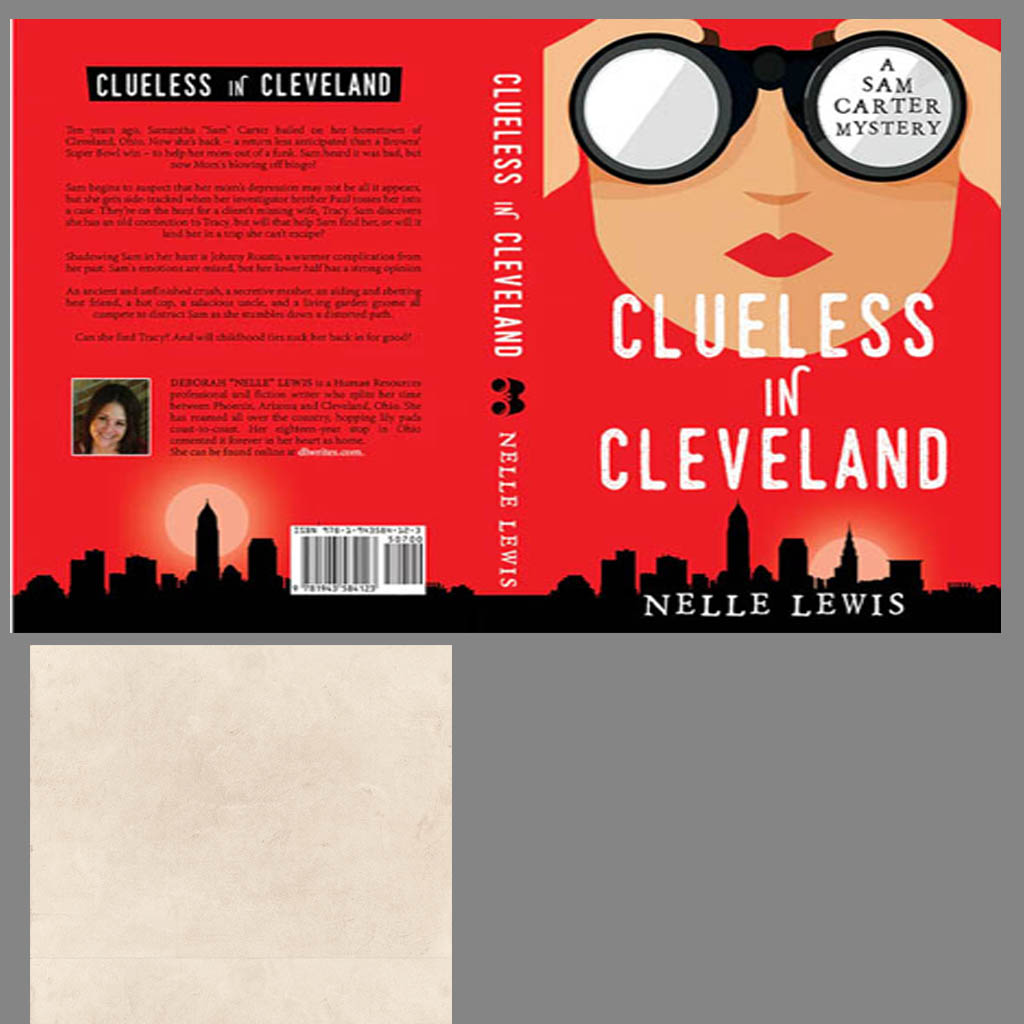 CLUELESS IN CLEVELAND
Ten years ago, Samantha "Sam" Carter bailed on her hometown of
Cleveland, Ohio. Now she's back – a return less anticipated than a Browns'
Super Bowl win – to help her mom out of a funk. Sam heard it was bad, but
now Mom's blowing off bingo?
Sam begins to suspect that her mom's depression may not be all it appears,
but she gets side-tracked when her investigator brother Paul tosses her into
a case. They're on the hunt for a client's missing wife, Tracy. Sam discovers
she has an old connection to Tracy, but will that help Sam find her, or will it
land her in a trap she can't escape?
Shadowing Sam in her hunt is Johnny Rosato, a warmer complication from
her past. Sam's emotions are mixed, but her lower half has a strong opinion
An ancient and unfinished crush, a secretive mother, an aiding and abetting
best friend, a hot cop, a salacious uncle, and a living garden gnome all
compete to distract Sam as she stumbles down a distorted path.
Can she find Tracy? And will childhood ties suck her back in for good?
DEBORAH "NELLE" LEWIS is a Human Resources
professional and fiction writer who splits her time
between Phoenix, Arizona and Cleveland, Ohio. She
has roamed all over the country, hopping lily pads
coast-to-coast. Her eighteen-year stop in Ohio
cemented it forever in her heart as home.
She can be found online at dlwrites.com.
ISBN 978-1-943584-12-3
50700
9 781943 584123
CLUELESS IN CLEVELAND
NELLE LEWIS
A
SAM
CARTER
MYSTERY
CLUELESS
IN
CLEVELAND
NELLE LEWIS